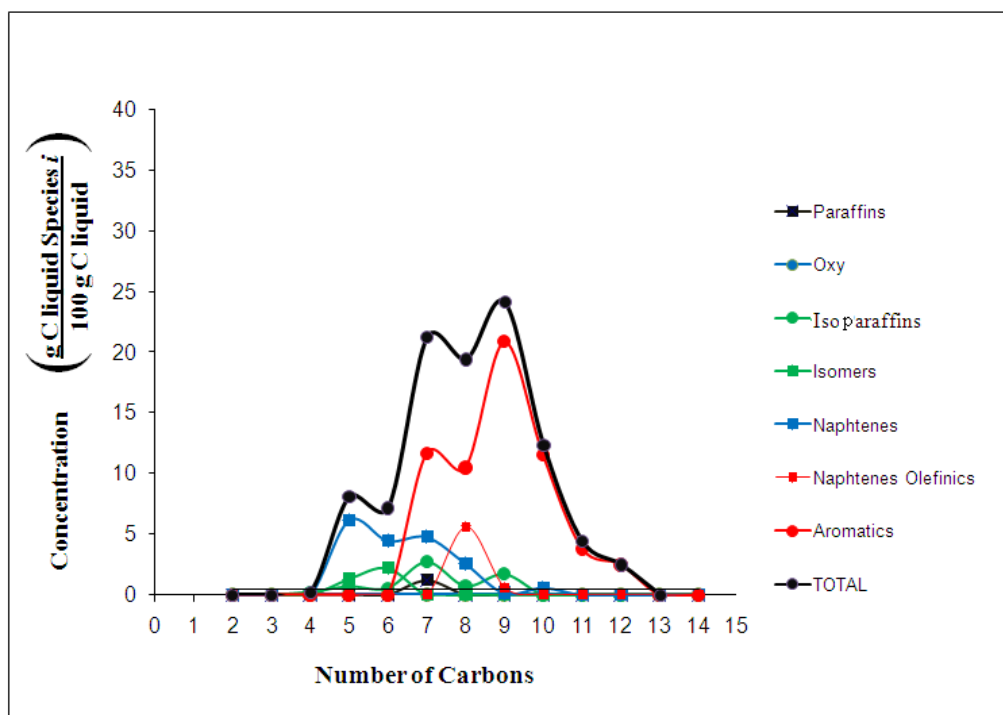 40
35
30
25
20
15
10
5
0
0 1 2 3 4 5 6 7 8 9 10 11 12 13 14 15
Number of Carbons
Concentration
(g C liquid Species i
100 g C liquid)
Paraffins
Oxy
Isoparaffins
Isomers
Naphtenes
Naphtenes Olefinics
Aromatics
TOTAL